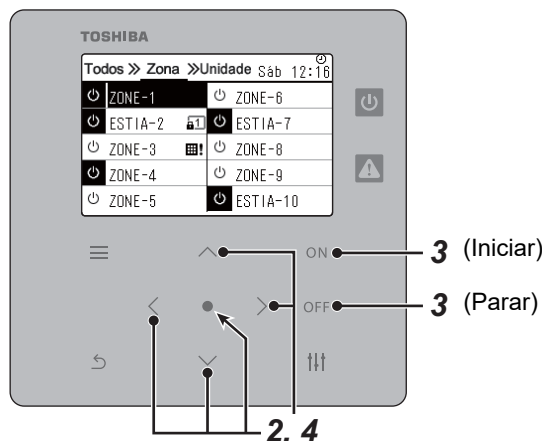 TOSHIBA
Todos » Zona »Unidade Sáb 12:16
ZONE-1 ZONE-6
ESTIA-2 1 ESTIA-7
ZONE-3 ! ZONE-8
ZONE-4 ZONE-9
ZONE-5 ESTIA-10
ON 3 (Iniciar)
OFF 3 (Parar)
2, 4